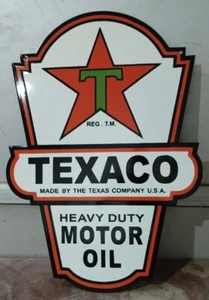 T
REG. T.M.
TEXACO
MADE BY THE TEXAS COMPANY U.S.A.
HEAVY DUTY
MOTOR
OIL